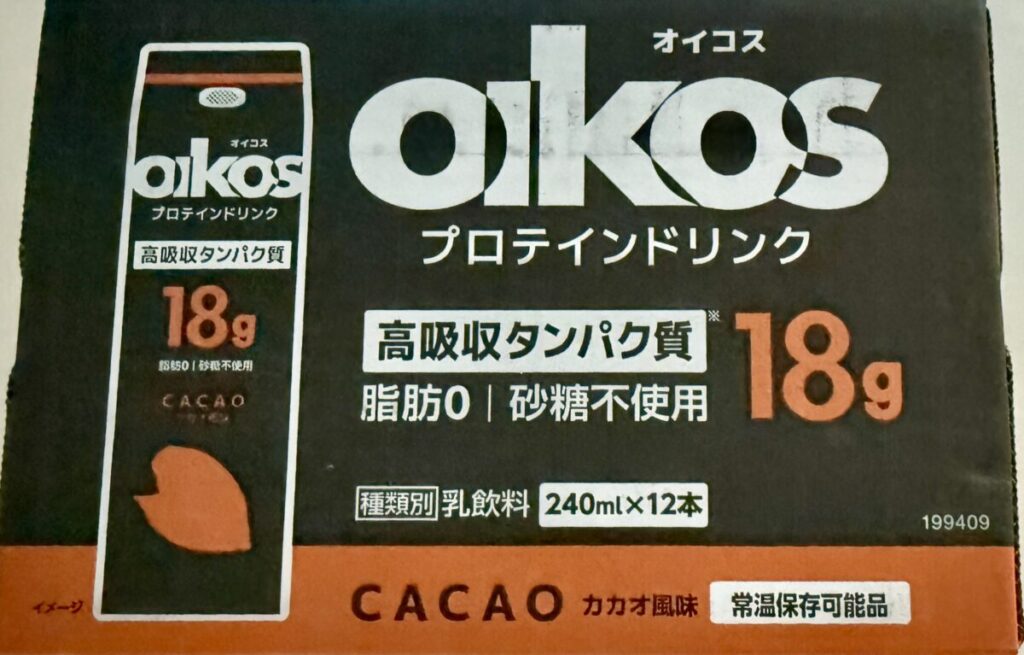 オイコス
oikos
プロテインドリンク
高吸収タンパク質
18g
脂肪0|砂糖不使用
CACAO
イメージ
オイコス
oikos
プロテインドリンク
高吸収タンパク質※ 18g
脂肪0|砂糖不使用
種類別 乳飲料 240ml×12本
199409
CACAO カカオ風味 常温保存可能品